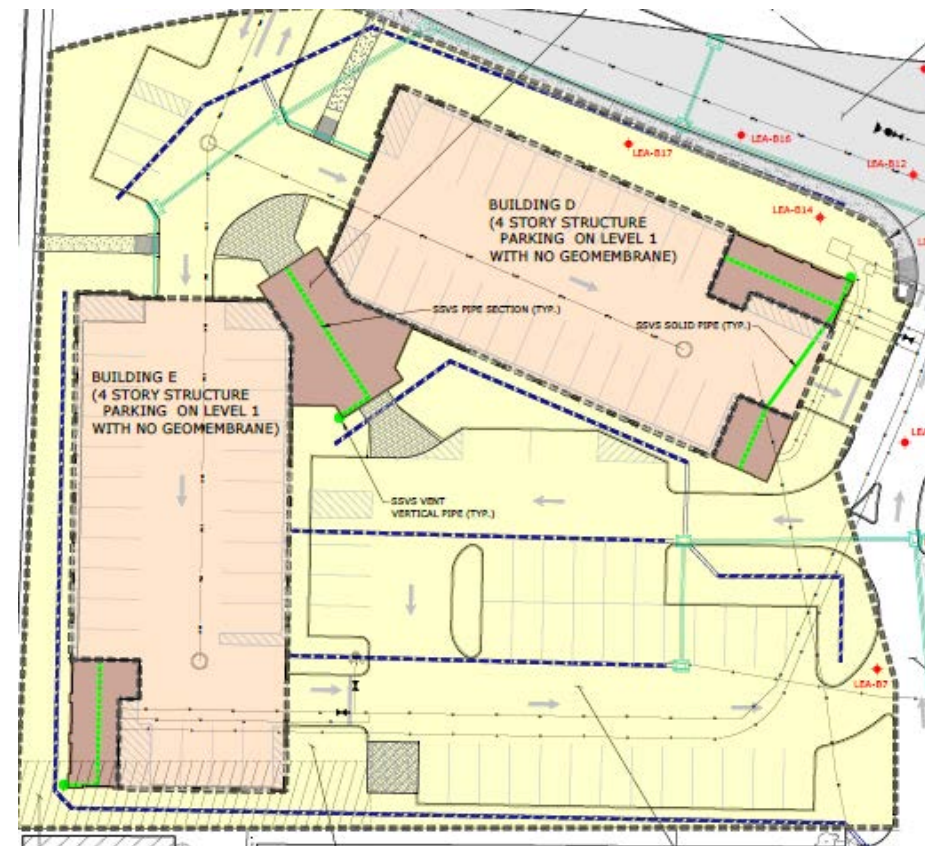 LEA-B17
LEA-B16
LEA-B12
LEA-B14
BUILDING D
(4 STORY STRUCTURE
PARKING ON LEVEL 1
WITH NO GEOMEMBRANE)
SSVS PIPE SECTION (TYP.)
SSVS SOLID PIPE (TYP.)
BUILDING E
(4 STORY STRUCTURE
PARKING ON LEVEL 1
WITH NO GEOMEMBRANE)
SSVS VENT
VERTICAL PIPE (TYP.)
LEA-B7